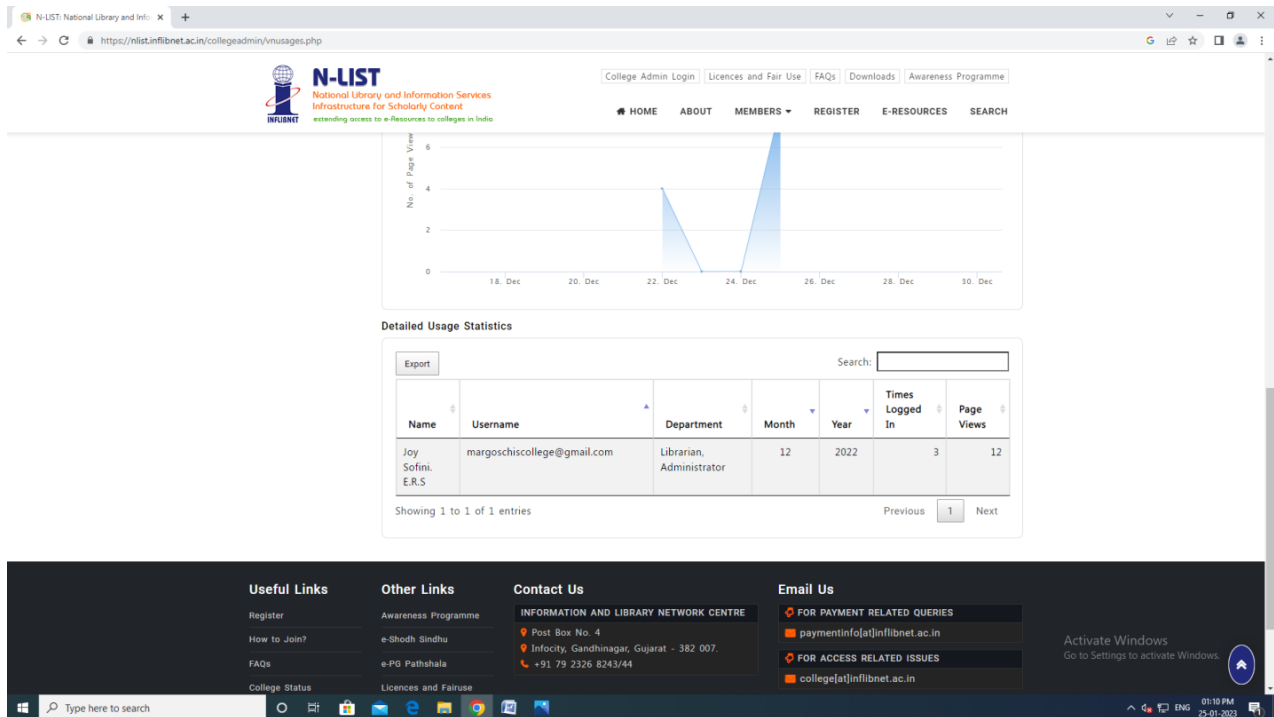 N-LIST: National Library and Info
https://nlist.inflibnet.ac.in/collegeadmin/vnusages.php
INFLIBNET
N-LIST
National Library and Information Services
Infrastructure for Scholarly Content
extending access to e-Resources to colleges in India
College Admin Login Licences and Fair Use FAQs Downloads Awareness Programme
HOME ABOUT MEMBERS REGISTER E-RESOURCES SEARCH
No. of Page View
6
4
2
0
18. Dec 20. Dec 22. Dec 24. Dec 26. Dec 28. Dec 30. Dec
Detailed Usage Statistics
Export Search:
Name Username Department Month Year Times Logged In Page Views
Joy Sofini. E.R.S margoschiscollege@gmail.com Librarian, Administrator 12 2022 3 12
Showing 1 to 1 of 1 entries Previous 1 Next
Useful Links
Register
How to Join?
FAQs
College Status
Other Links
Awareness Programme
e-Shodh Sindhu
e-PG Pathshala
Licences and Fairuse
Contact Us
INFORMATION AND LIBRARY NETWORK CENTRE
Post Box No. 4
Infocity, Gandhinagar, Gujarat - 382 007.
+91 79 2326 8243/44
Email Us
FOR PAYMENT RELATED QUERIES
paymentinfo[at]inflibnet.ac.in
FOR ACCESS RELATED ISSUES
college[at]inflibnet.ac.in
Activate Windows
Go to Settings to activate Windows.
Type here to search
ENG
01:10 PM
25-01-2023